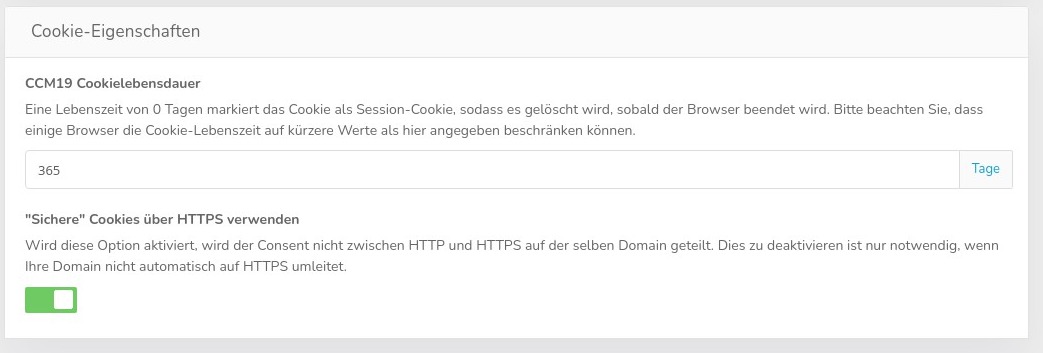 Cookie-Eigenschaften
CCM19 Cookielebensdauer
Eine Lebenszeit von 0 Tagen markiert das Cookie als Session-Cookie, sodass es gelöscht wird, sobald der Browser beendet wird. Bitte beachten Sie, dass
einige Browser die Cookie-Lebenszeit auf kürzere Werte als hier angegeben beschränken können.
365 Tage
"Sichere" Cookies über HTTPS verwenden
Wird diese Option aktiviert, wird der Consent nicht zwischen HTTP und HTTPS auf der selben Domain geteilt. Dies zu deaktivieren ist nur notwendig, wenn
Ihre Domain nicht automatisch auf HTTPS umleitet.